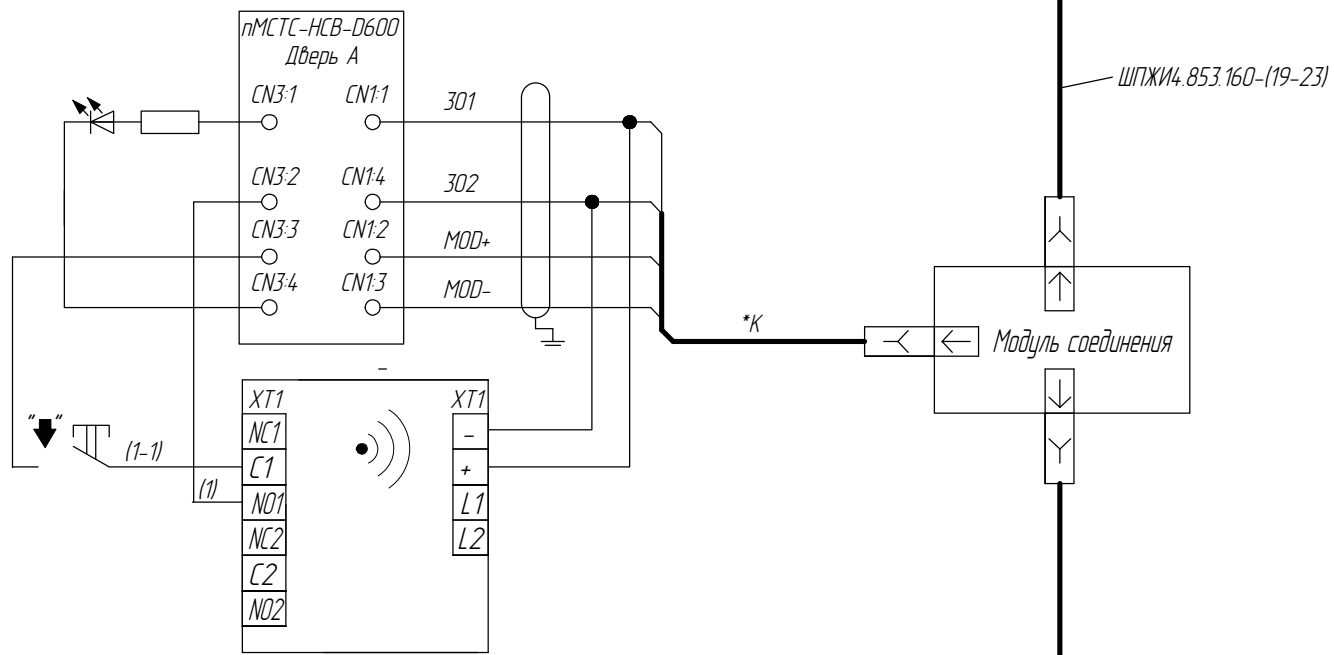 пМСТС-НСВ-D600
Дверь А
CN3:1
CN1:1
301
CN3:2
CN1:4
302
CN3:3
CN1:2
MOD+
CN3:4
CN1:3
MOD-
ШПЖИ4.853.160-(19-23)
*К
Модуль соединения
-
XT1
XT1
NC1
-
C1
+
NO1
L1
NC2
L2
C2
NO2
" "
(1-1)
(1)